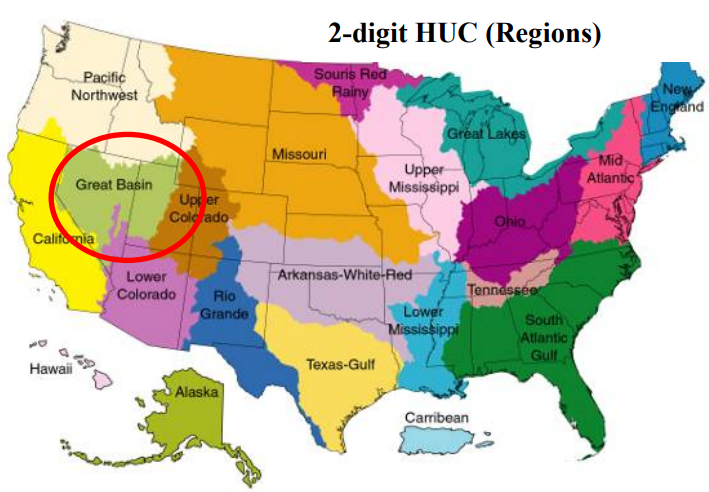 2-digit HUC (Regions)
Pacific
Northwest
Souris Red
Rainy
New
England
Great Lakes
Missouri
Upper
Mississippi
Mid
Atlantic
Great Basin
Upper
Colorado
Ohio
California
Lower
Colorado
Rio
Grande
Arkansas-White-Red
Tennessee
Lower
Mississippi
South
Atlantic
Gulf
Texas-Gulf
Hawaii
Alaska
Carribean